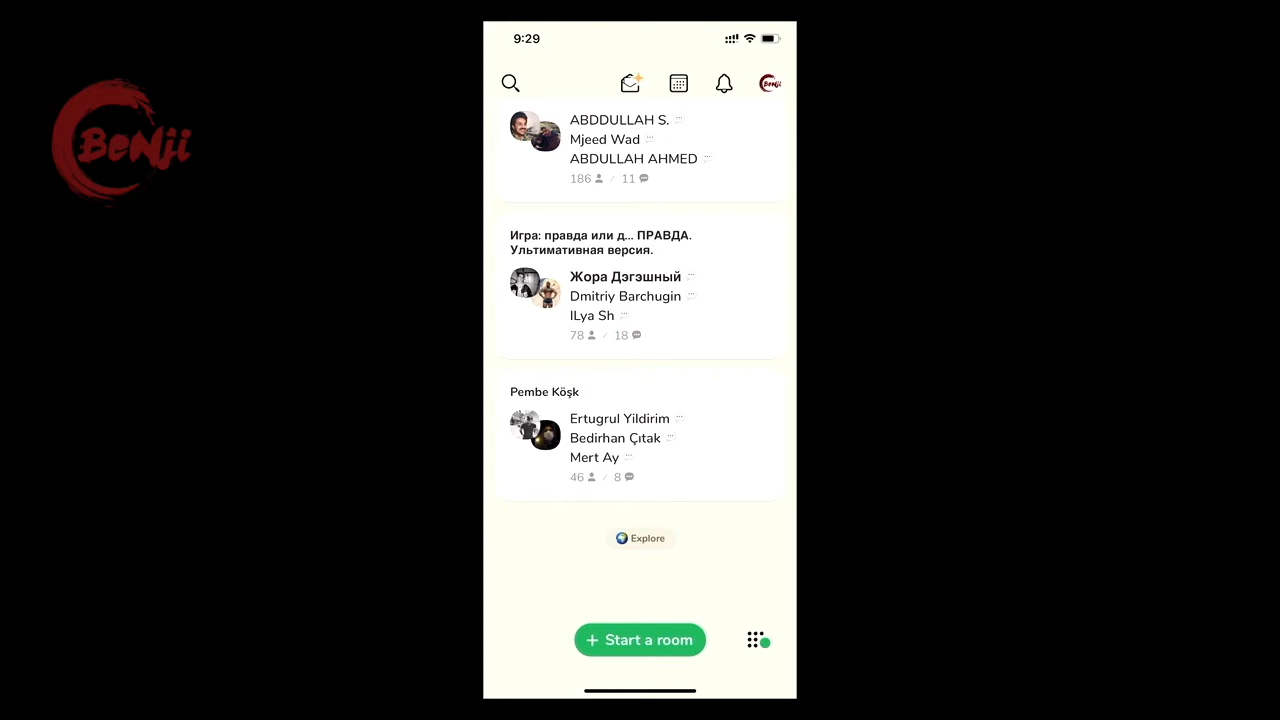 9:29
BeNji
BeNji
ABDDULLAH S.
Mjeed Wad
ABDULLAH AHMED
186 / 11
Игра: правда или д... ПРАВДА.
Ультимативная версия.
Жора Дэгэшный
Dmitriy Barchugin
ILya Sh
78 / 18
Pembe Köşk
Ertugrul Yildirim
Bedirhan Çıtak
Mert Ay
46 / 8
Explore
+ Start a room